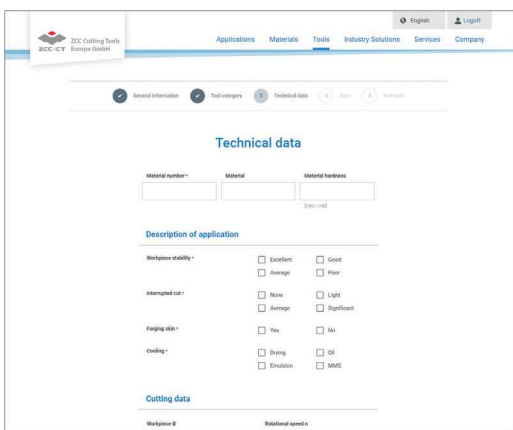 English Logoff
ZCC Cutting Tools
Europe GmbH
ZCC-CT
Applications Materials Tools Industry Solutions Services Company
General information Tool category 3 Technical data 4 5
Technical data
Material number * Material Material hardness
Description of application
Workpiece stability * Excellent Good
Average Poor
Interrupted cut * None Light
Average Significant
Forging skin * Yes No
Cooling * Drying Oil
Emulsion MMS
Cutting data
Workpiece Ø Rotational speed n